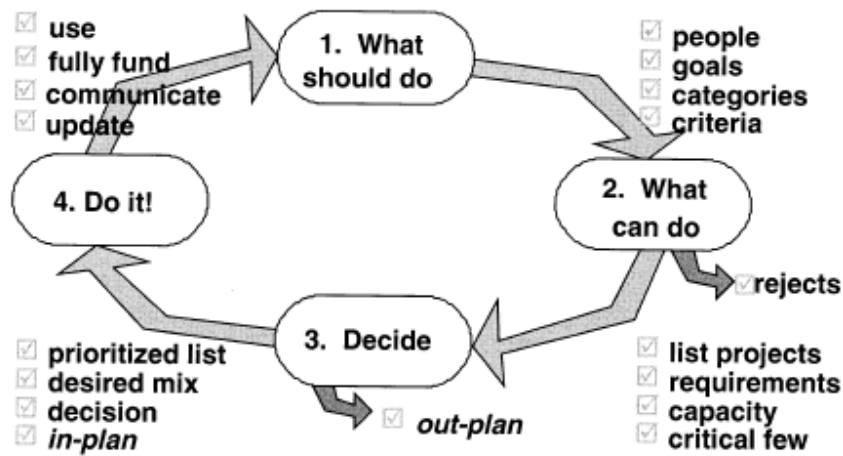 use
fully fund
communicate
update
1. What
should do
people
goals
categories
criteria
4. Do it!
2. What
can do
rejects
3. Decide
prioritized list
desired mix
decision
in-plan
out-plan
list projects
requirements
capacity
critical few